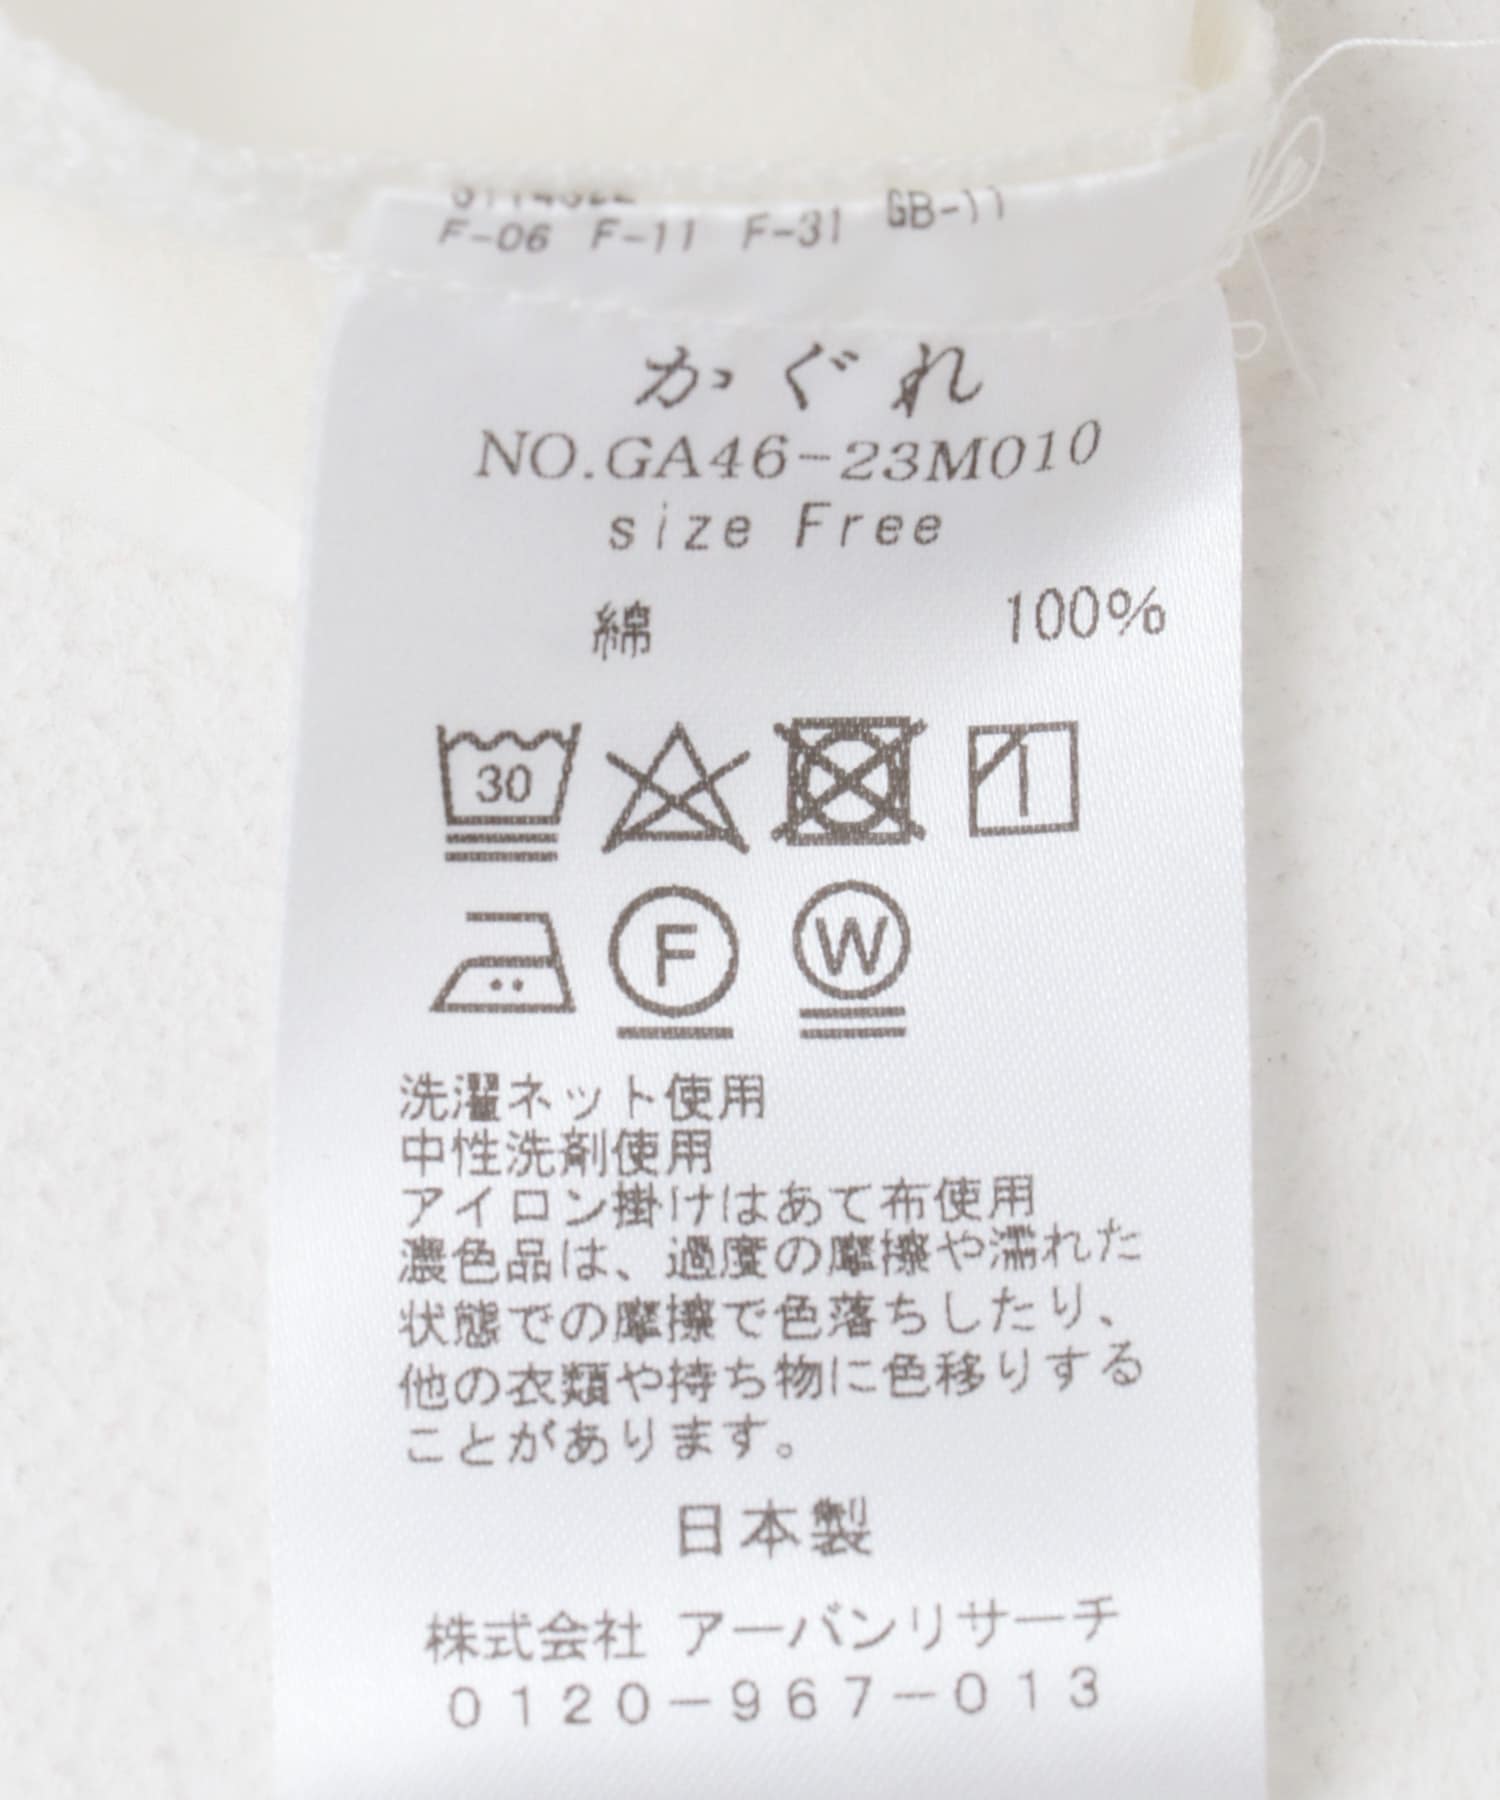 F-06 F-11 F-31 GB-11
かぐれ
NO.GA46-23M010
size Free
綿 100%
30
F W
洗濯ネット使用
中性洗剤使用
アイロン掛けはあて布使用
濃色品は、過度の摩擦や濡れた
状態での摩擦で色落ちしたり、
他の衣類や持ち物に色移りする
ことがあります。
日本製
株式会社 アーバンリサーチ
0120-967-013